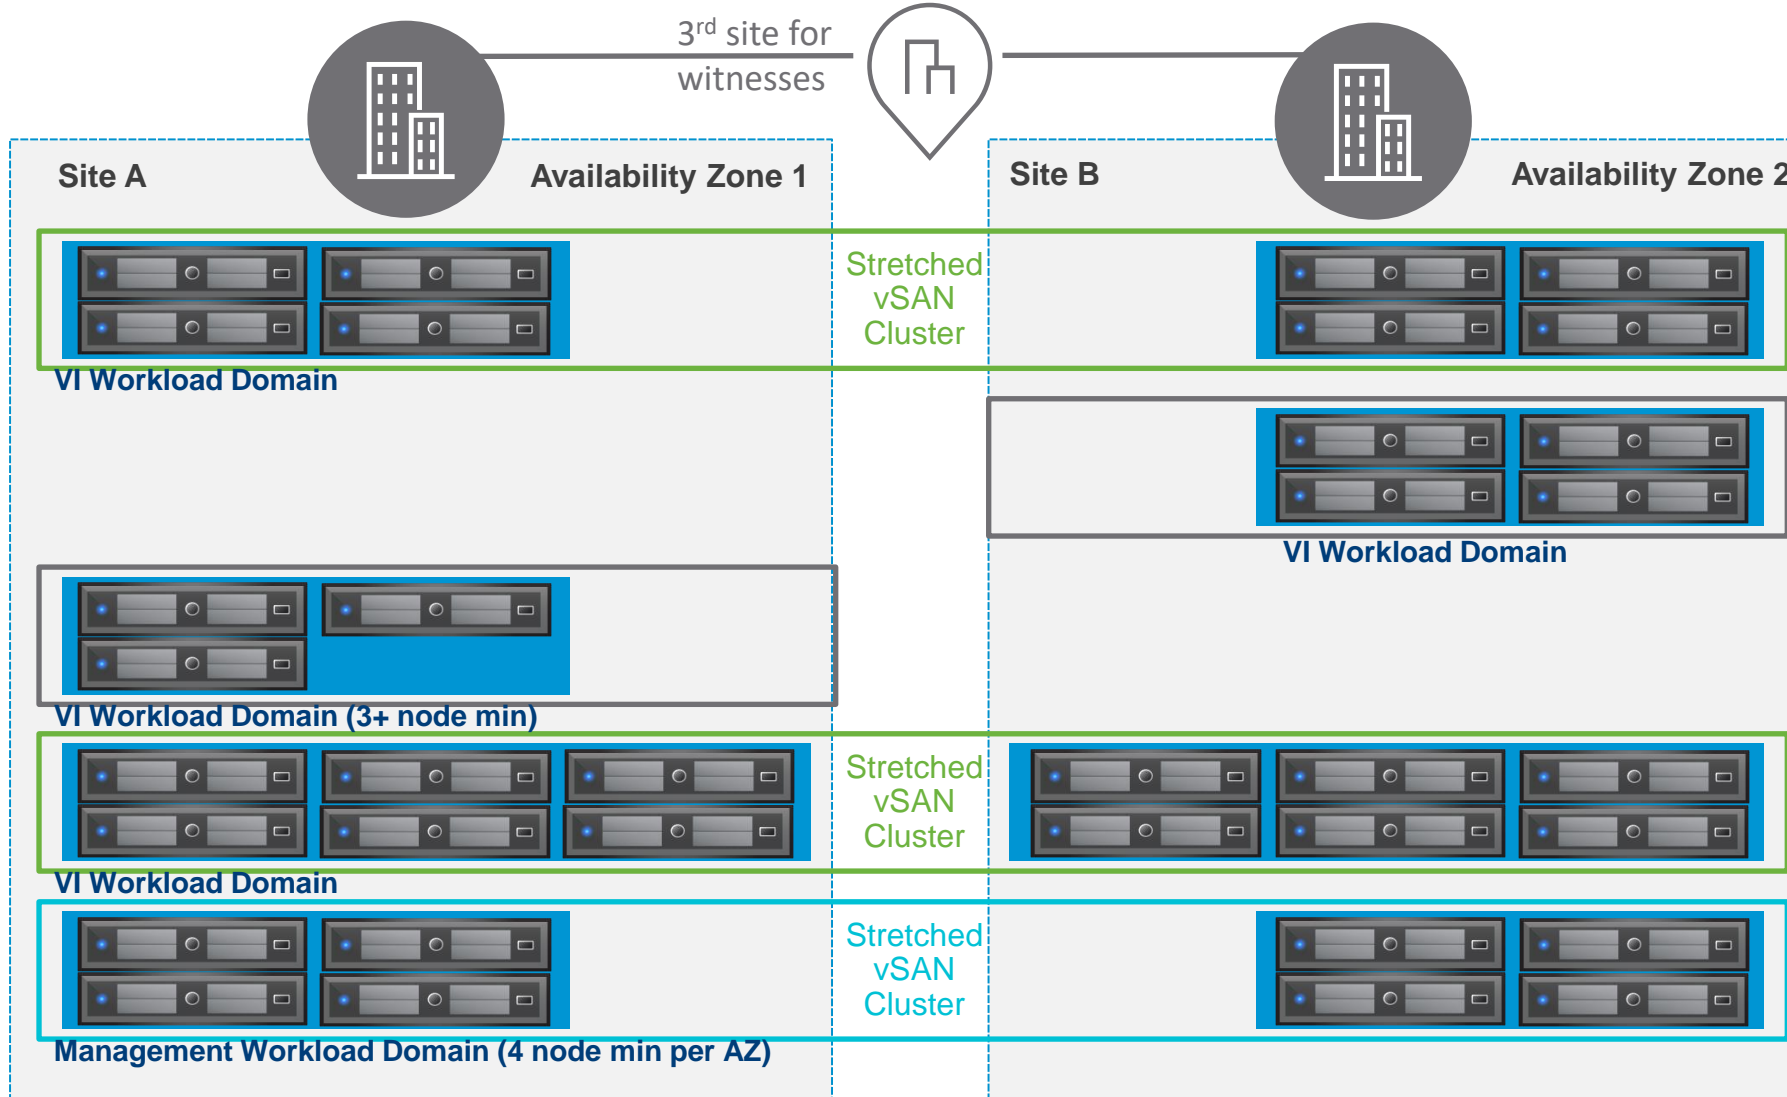 3rd site for
witnesses
Site A
Availability Zone 1
Site B
Availability Zone 2
Stretched
vSAN
Cluster
VI Workload Domain
VI Workload Domain
VI Workload Domain (3+ node min)
Stretched
vSAN
Cluster
VI Workload Domain
Stretched
vSAN
Cluster
Management Workload Domain (4 node min per AZ)